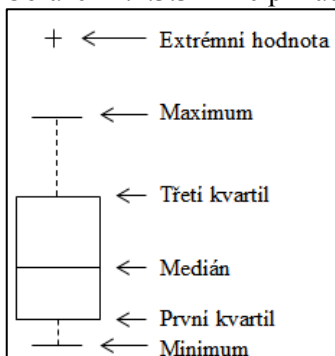 Extrémní hodnota
Maximum
Třetí kvartil
Medián
První kvartil
Minimum